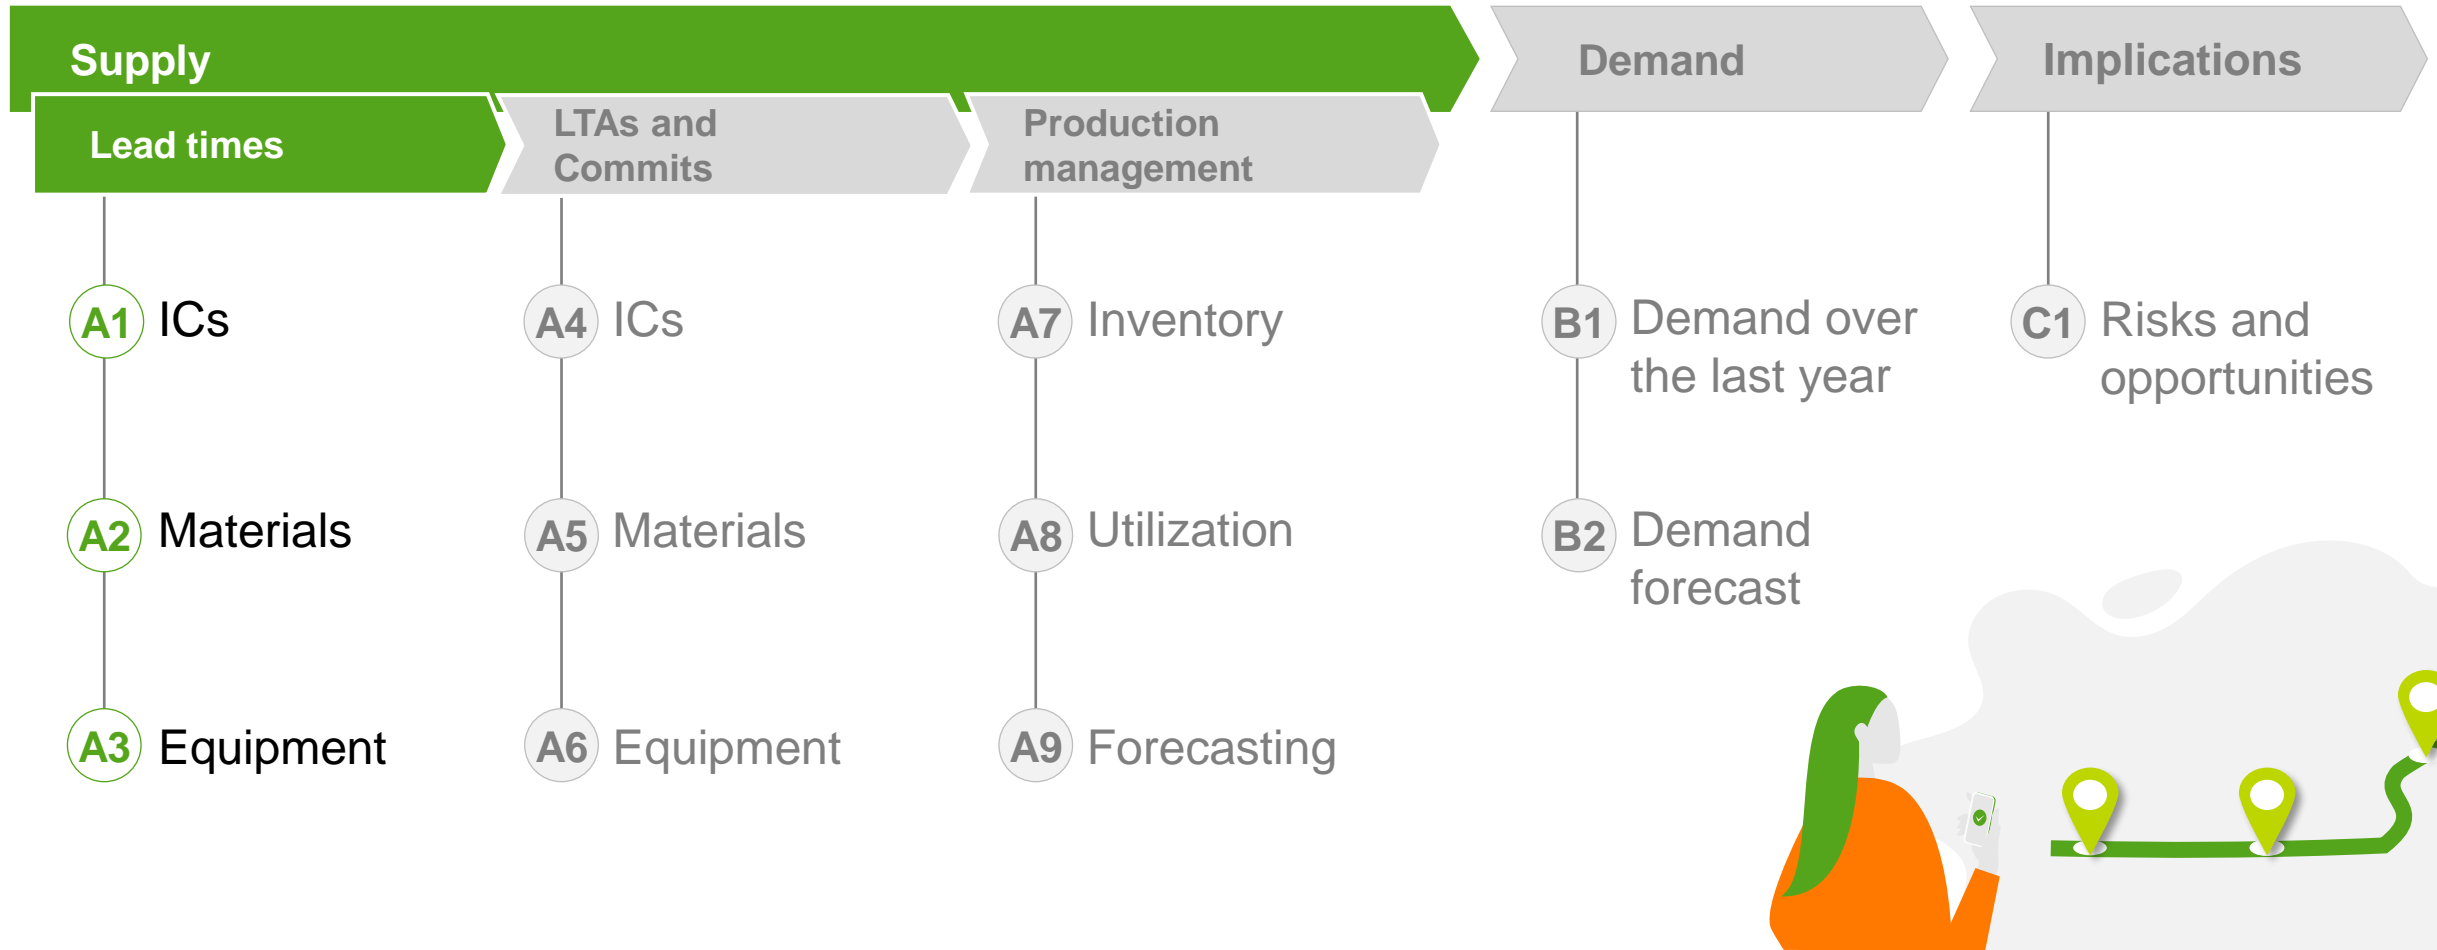 Supply
Demand
Implications
Lead times
LTAs and
Commits
Production
management
A1 ICs
A2 Materials
A3 Equipment
A4 ICs
A5 Materials
A6 Equipment
A7 Inventory
A8 Utilization
A9 Forecasting
B1 Demand over
the last year
B2 Demand
forecast
C1 Risks and
opportunities